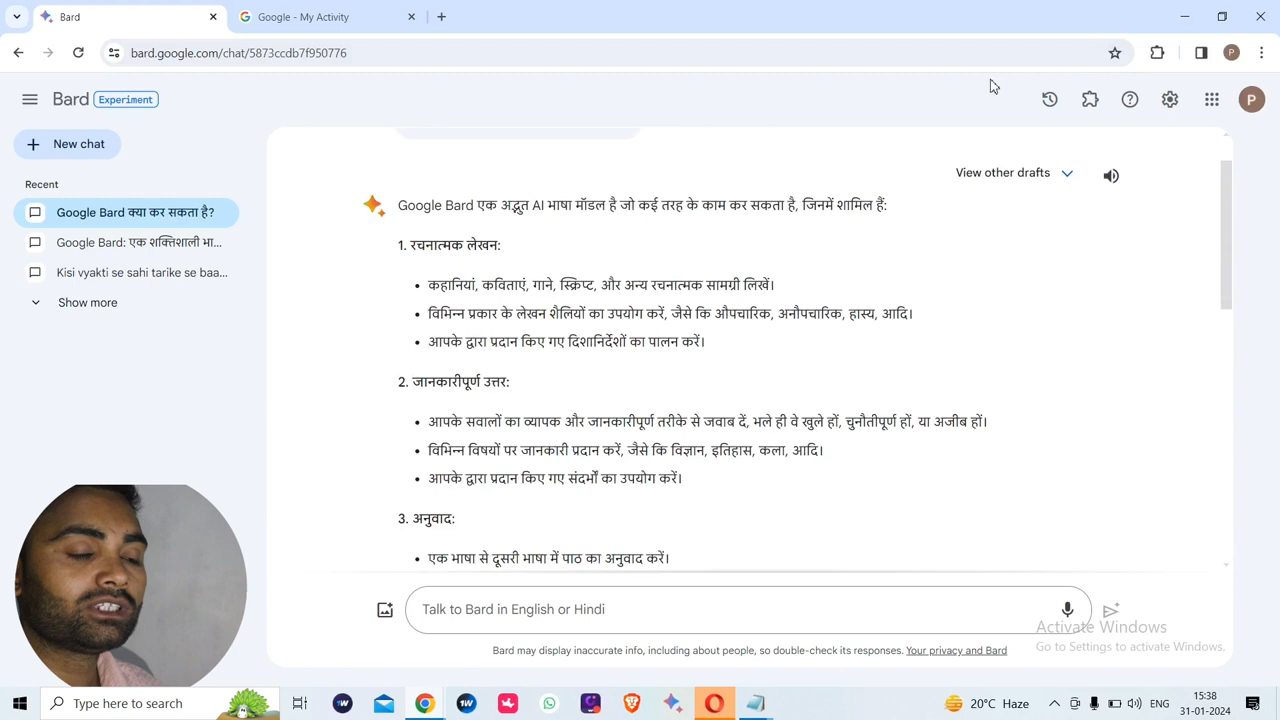 Bard
Google - My Activity
bard.google.com/chat/5873ccdb7f950776
P
Bard Experiment
P
New chat
Recent
Google Bard क्या कर सकता है?
Google Bard: एक शक्तिशाली भा...
Kisi vyakti se sahi tarike se baa...
Show more
View other drafts
Google Bard एक अद्भुत AI भाषा मॉडल है जो कई तरह के काम कर सकता है, जिनमें शामिल हैं:
1. रचनात्मक लेखन:
• कहानियां, कविताएं, गाने, स्क्रिप्ट, और अन्य रचनात्मक सामग्री लिखें।
• विभिन्न प्रकार के लेखन शैलियों का उपयोग करें, जैसे कि औपचारिक, अनौपचारिक, हास्य, आदि।
• आपके द्वारा प्रदान किए गए दिशानिर्देशों का पालन करें।
2. जानकारीपूर्ण उत्तर:
• आपके सवालों का व्यापक और जानकारीपूर्ण तरीके से जवाब दें, भले ही वे खुले हों, चुनौतीपूर्ण हों, या अजीब हों।
• विभिन्न विषयों पर जानकारी प्रदान करें, जैसे कि विज्ञान, इतिहास, कला, आदि।
• आपके द्वारा प्रदान किए गए संदर्भों का उपयोग करें।
3. अनुवाद:
• एक भाषा से दूसरी भाषा में पाठ का अनुवाद करें।
Talk to Bard in English or Hindi
Activate Windows
Go to Settings to activate Windows.
Bard may display inaccurate info, including about people, so double-check its responses. Your privacy and Bard
Type here to search
20°C Haze
ENG
15:38
31-01-2024